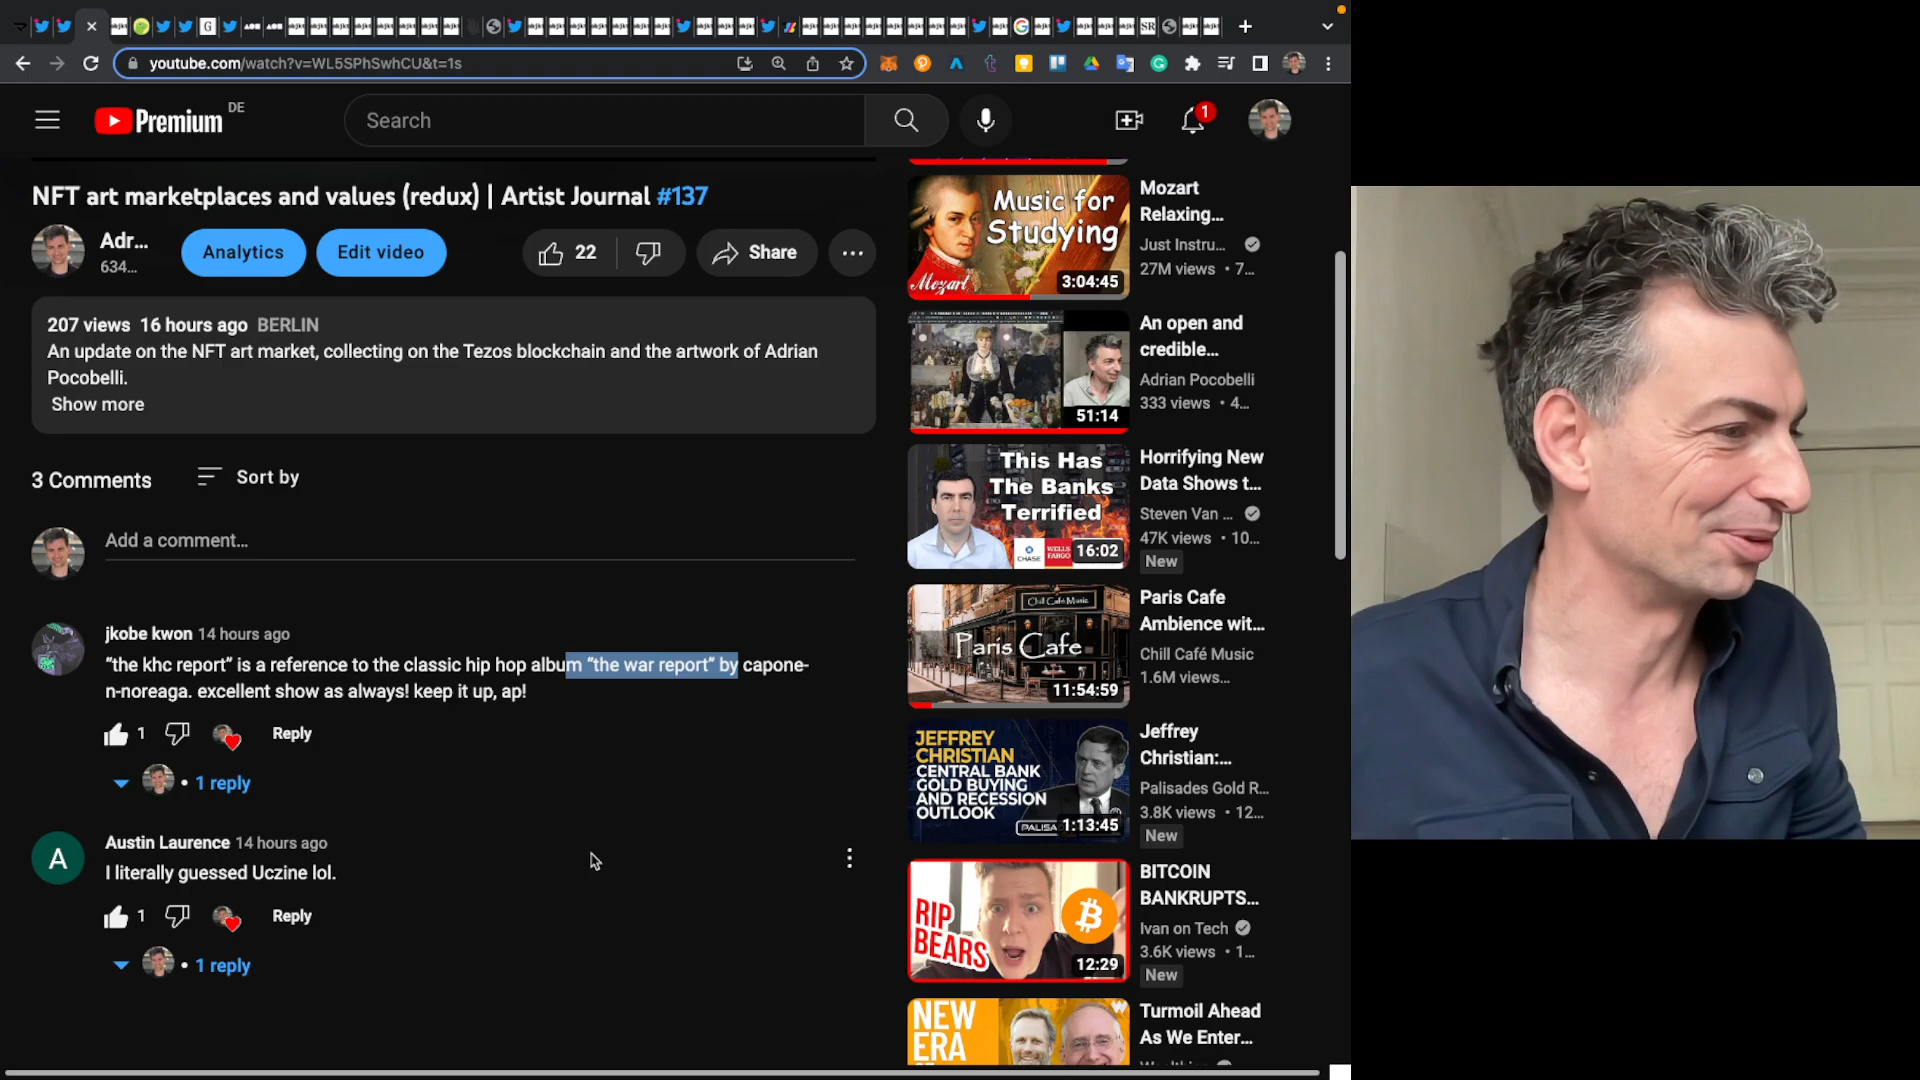 youtube.com/watch?v=WL5SPhSwhCU&t=1s
Premium DE
Search
1
NFT art marketplaces and values (redux) | Artist Journal #137
Adr...
634...
Analytics
Edit video
22
Share
207 views 16 hours ago BERLIN
An update on the NFT art market, collecting on the Tezos blockchain and the artwork of Adrian
Pocobelli.
Show more
3 Comments
Sort by
Add a comment...
jkobe kwon 14 hours ago
“the khc report” is a reference to the classic hip hop album “the war report” by capone-
n-noreaga. excellent show as always! keep it up, ap!
1
Reply
• 1 reply
A
Austin Laurence 14 hours ago
I literally guessed Uczine lol.
1
Reply
• 1 reply
Music for
Studying
Mozart
3:04:45
Mozart
Relaxing...
Just Instru...
27M views • 7...
51:14
An open and
credible...
Adrian Pocobelli
333 views • 4...
This Has
The Banks
Terrified
CHASE
WELLS
FARGO
16:02
Horrifying New
Data Shows t...
Steven Van ...
47K views • 10...
New
Chill Café Music
Paris Cafe
11:54:59
Paris Cafe
Ambience wit...
Chill Café Music
1.6M views...
JEFFREY
CHRISTIAN
CENTRAL BANK
GOLD BUYING
AND RECESSION
OUTLOOK
PALISA
1:13:45
Jeffrey
Christian:...
Palisades Gold R...
3.8K views • 12...
New
RIP
BEARS
12:29
BITCOIN
BANKRUPTS...
Ivan on Tech
3.6K views • 1...
New
NEW
ERA
Turmoil Ahead
As We Enter...